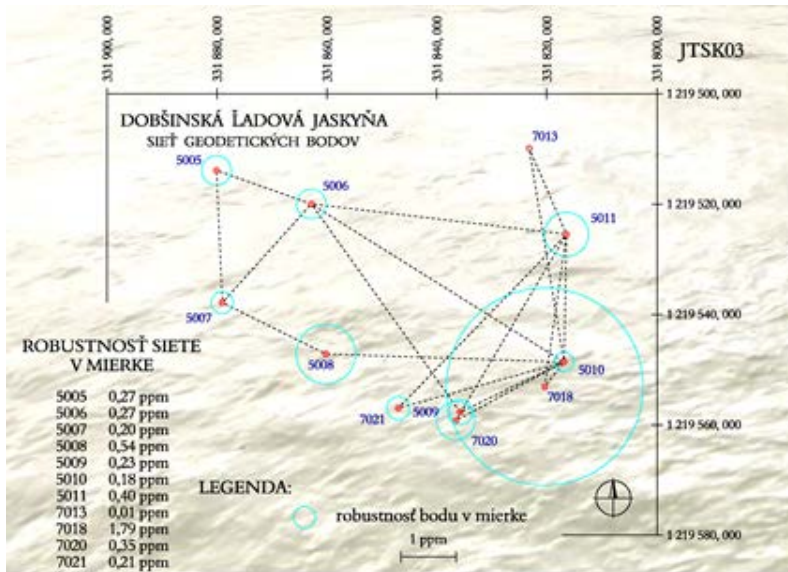 331 900, 000
331 880, 000
331 860, 000
331 840, 000
331 820, 000
331 800, 000
JTSK03
1 219 500, 000
DOBŠINSKÁ ĽADOVÁ JASKYŇA
SIEŤ GEODETICKÝCH BODOV
7013
5005
5006
1 219 520, 000
5011
5007
1 219 540, 000
ROBUSTNOSŤ SIETE
V MIERKE
5008
5010
7018
5005 0,27 ppm
5006 0,27 ppm
5007 0,20 ppm
5008 0,54 ppm
5009 0,23 ppm
5010 0,18 ppm
5011 0,40 ppm
7013 0,01 ppm
7018 1,79 ppm
7020 0,35 ppm
7021 0,21 ppm
7021
5009
7020
1 219 560, 000
LEGENDA:
robustnosť bodu v mierke
1 ppm
1 219 580, 000